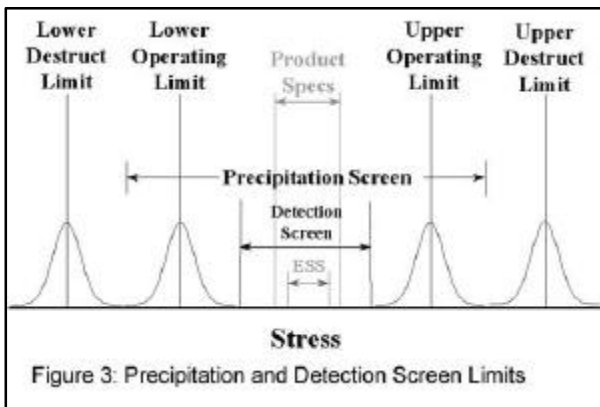 Lower
Destruct
Limit
Lower
Operating
Limit
Product
Specs
Upper
Operating
Limit
Upper
Destruct
Limit
Precipitation Screen
Detection
Screen
ESS
Stress
Figure 3: Precipitation and Detection Screen Limits